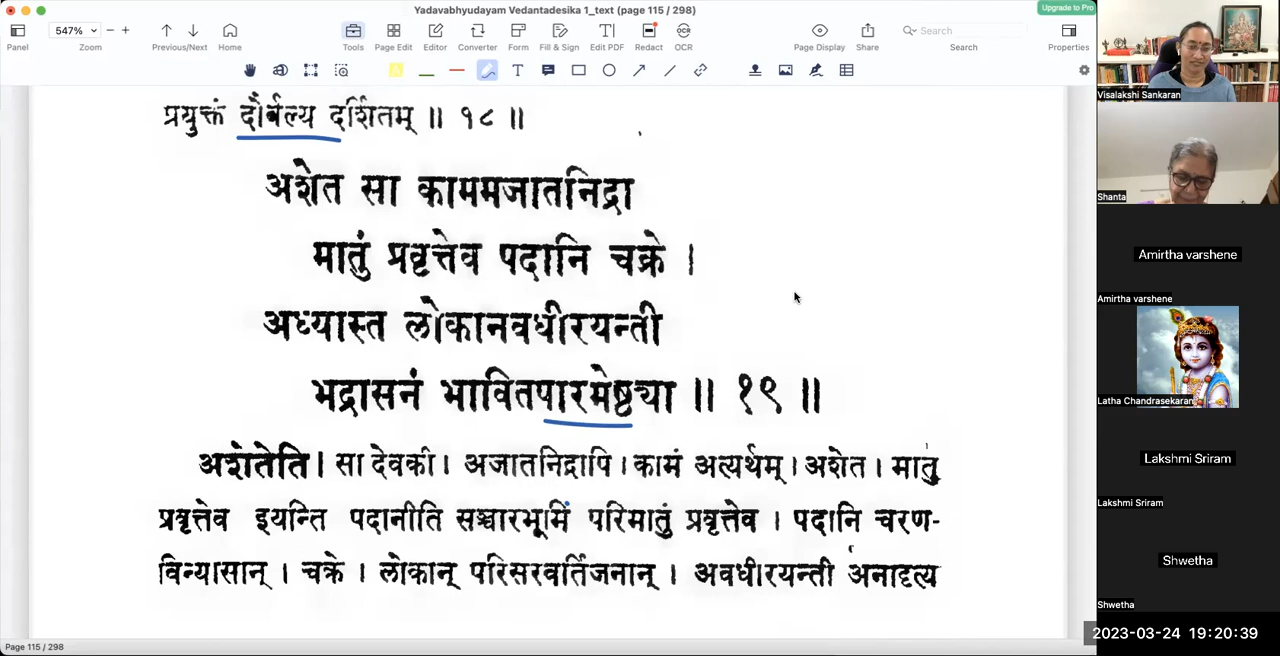 Yadavabhyudayam Vedantadesika 1_text (page 115 / 298)
Upgrade to Pro
547%
Search
Panel Zoom Previous/Next Home Tools Page Edit Editor Converter Form Fill & Sign Edit PDF Redact OCR Page Display Share Search Properties
प्रयुक्तं दौर्बल्य दर्शितम् ॥ १८ ॥
अशेत सा काममजातनिद्रा
मातुं प्रवृत्तेव पदानि चक्रे ।
अध्यास्त लोकानवधीरयन्ती
भद्रासनं भावितपारमेष्ठ्या ॥ १९ ॥
अशेतेति । सा देवकी । अजातनिद्रापि । कामं अत्यर्थम् । अशेत । मातुं
प्रवृत्तेव इयन्ति पदानीति सञ्चारभूमिं परिमातुं प्रवृत्तेव । पदानि चरण-
विन्यासान् । चक्रे । लोकान् परिसरवर्तिजनान् । अवधीरयन्ती अनादृत्य
Page 115 / 298
Visalakshi Sankaran
Shanta
Amirtha varshene
Amirtha varshene
Latha Chandrasekaran
Lakshmi Sriram
Lakshmi Sriram
Shwetha
Shwetha
2023-03-24 19:20:39